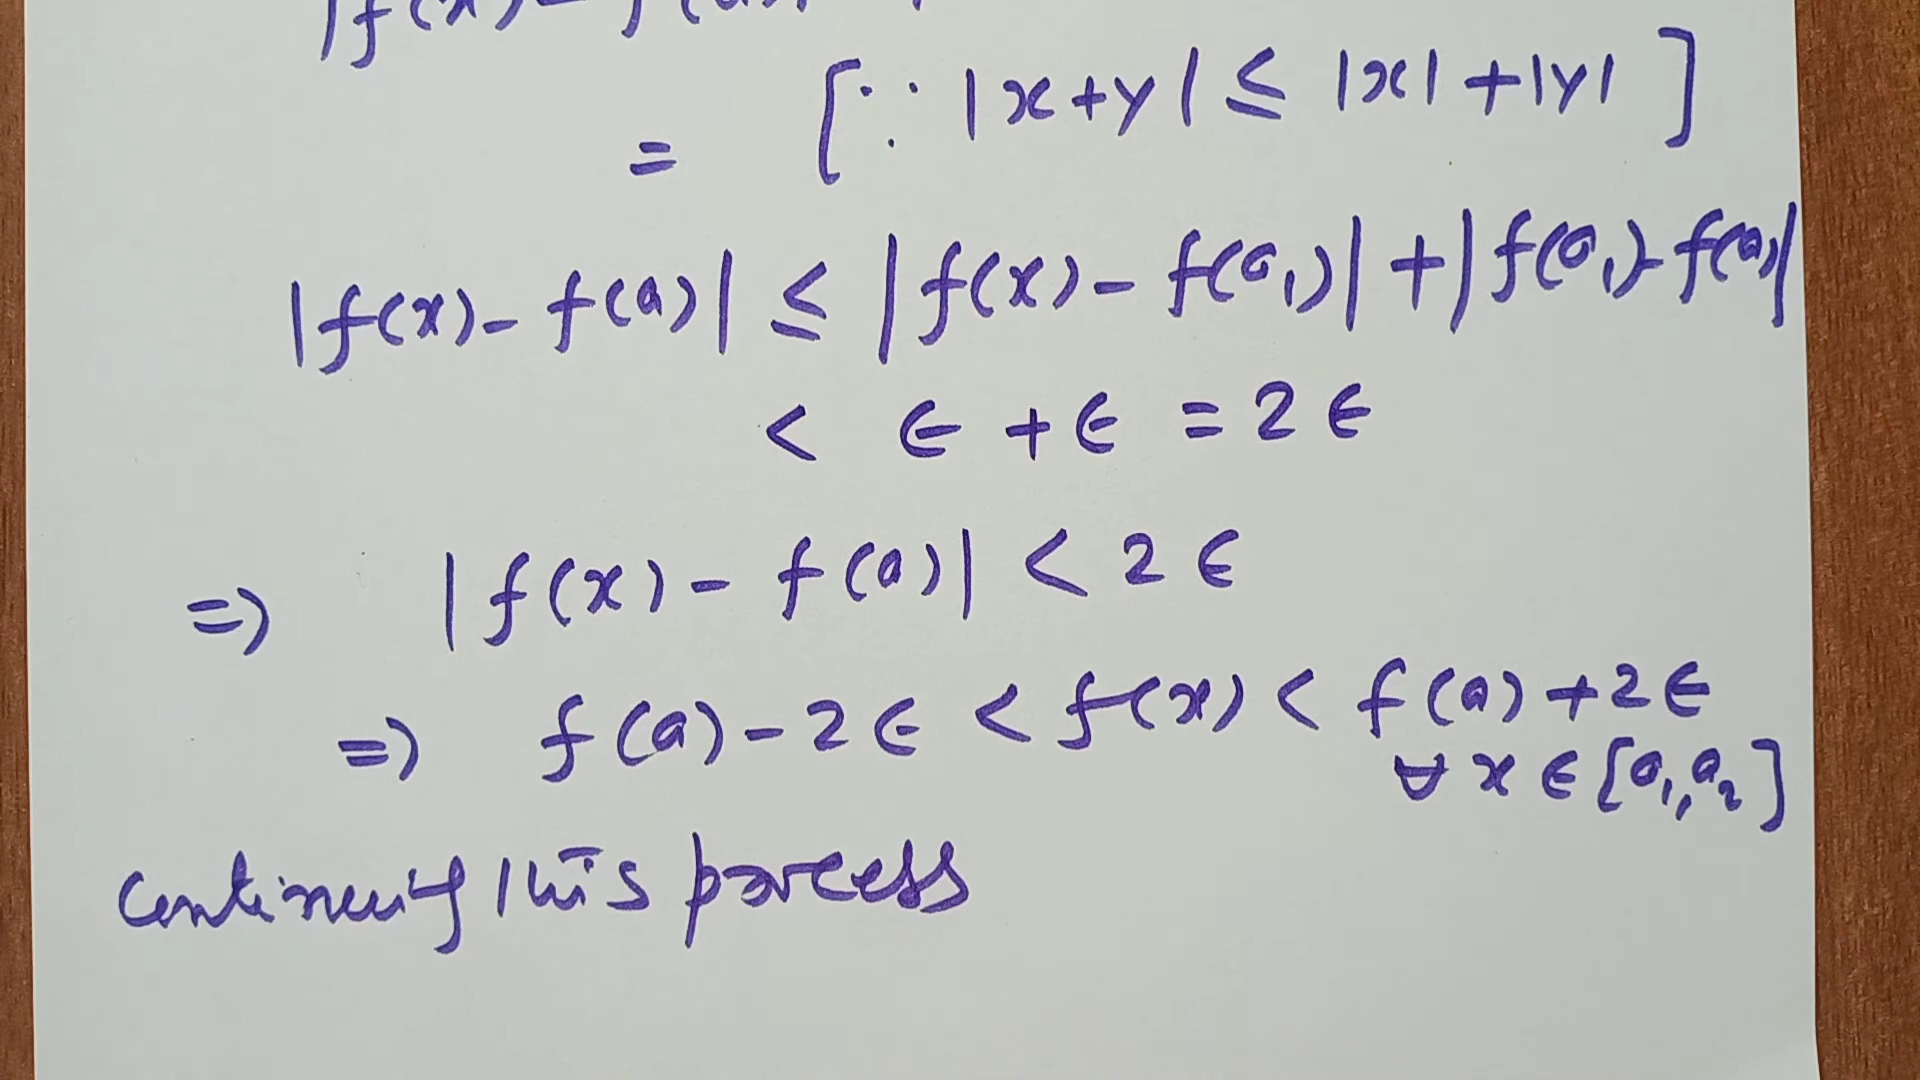 |f(x) - f(a)|
= [∵ |x+y| ≤ |x| + |y| ]
|f(x) - f(a)| ≤ |f(x) - f(a₁)| + |f(a₁) - f(a)|
< ϵ + ϵ = 2ϵ
=> |f(x) - f(a)| < 2ϵ
=> f(a) - 2ϵ < f(x) < f(a) + 2ϵ
∀ x ∈ [a₁, a₂]
Continuing this process